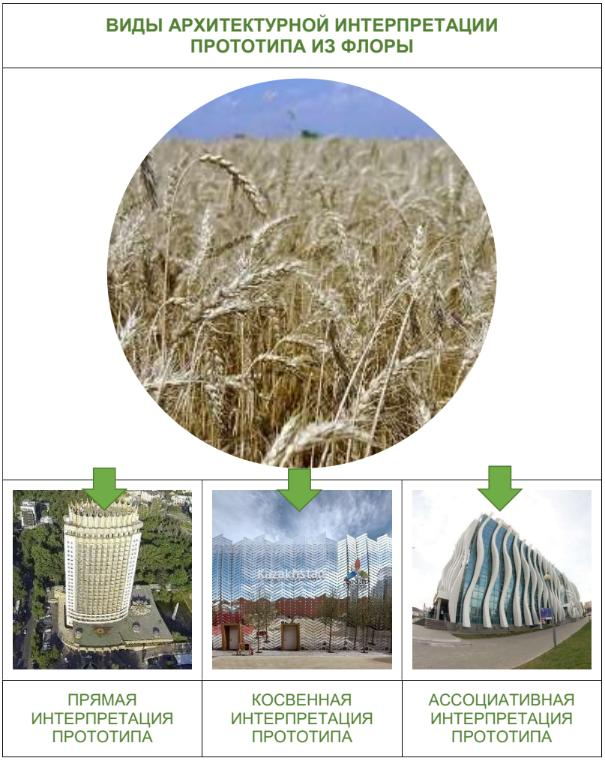 ВИДЫ АРХИТЕКТУРНОЙ ИНТЕРПРЕТАЦИИ
ПРОТОТИПА ИЗ ФЛОРЫ
Kazakhstan
ПРЯМАЯ
ИНТЕРПРЕТАЦИЯ
ПРОТОТИПА
КОСВЕННАЯ
ИНТЕРПРЕТАЦИЯ
ПРОТОТИПА
АССОЦИАТИВНАЯ
ИНТЕРПРЕТАЦИЯ
ПРОТОТИПА